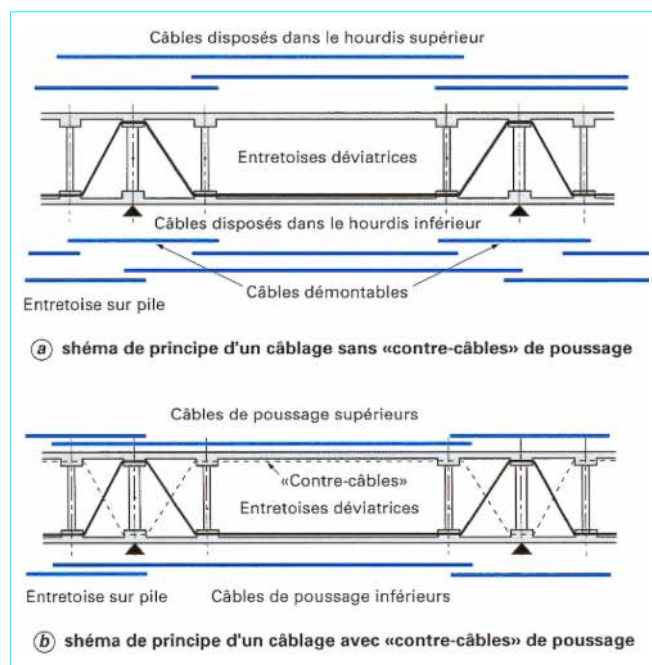 Câbles disposés dans le hourdis supérieur
Entretoises déviatrices
Câbles disposés dans le hourdis inférieur
Câbles démontables
Entretoise sur pile
a shéma de principe d'un câblage sans «contre-câbles» de poussage
Câbles de poussage supérieurs
«Contre-câbles»
Entretoises déviatrices
Entretoise sur pile
Câbles de poussage inférieurs
b shéma de principe d'un câblage avec «contre-câbles» de poussage